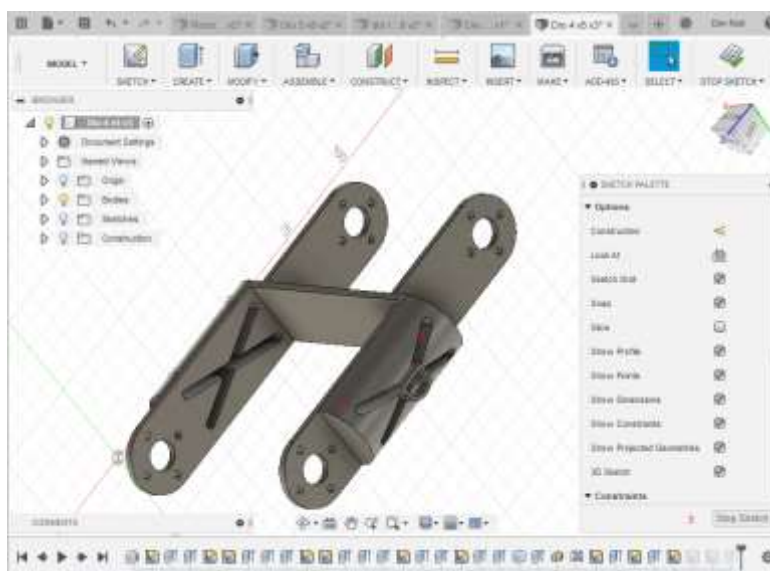 MODEL
SKETCH
CREATE
MODIFY
ASSEMBLE
CONSTRUCT
INSPECT
INSERT
MAKE
ADD-INS
SELECT
STOP SKETCH
BROWSER
Document Settings
Named Views
Origin
Bodies
Sketches
Construction
SKETCH PALETTE
Options
Construction
Look At
Sketch Grid
Snap
Slice
Show Profile
Show Points
Show Dimensions
Show Constraints
Show Projected Geometries
3D Sketch
Constraints
Stop Sketch
COMMENTS